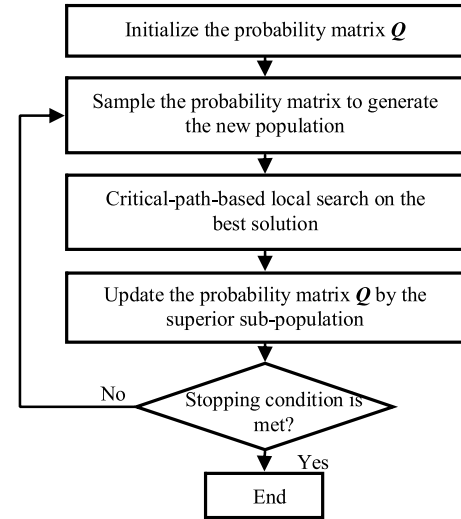 Initialize the probability matrix Q
Sample the probability matrix to generate
the new population
Critical-path-based local search on the
best solution
Update the probability matrix Q by the
superior sub-population
No
Stopping condition is
met?
Yes
End